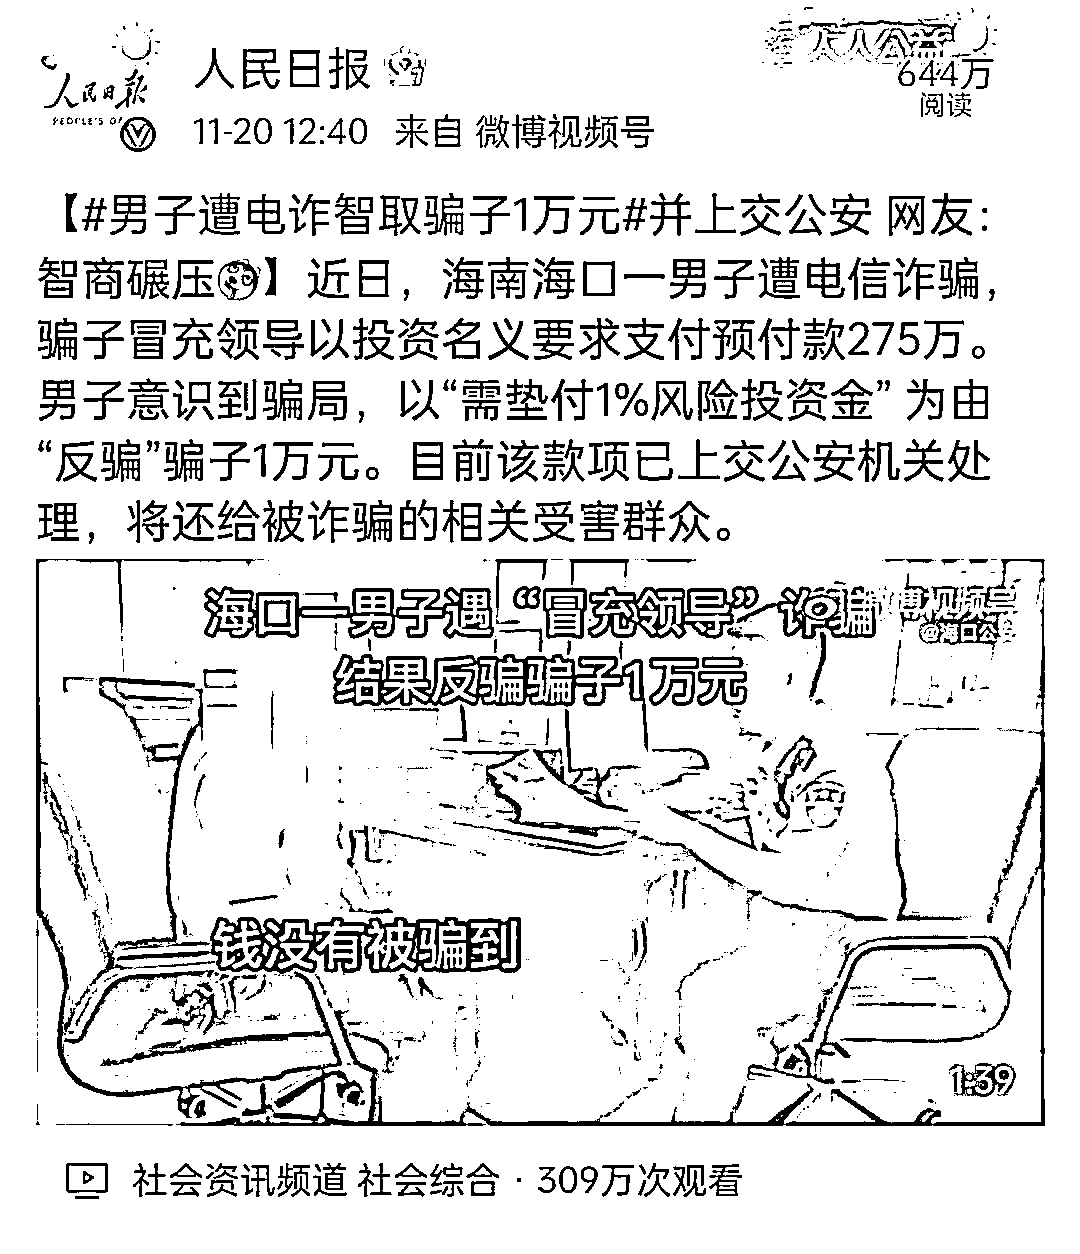 人民日报
人人公益
644万
阅读
人民日报
11-20 12:40 来自 微博视频号
【#男子遭电诈智取骗子1万元#并上交公安 网友：
智商碾压】近日，海南海口一男子遭电信诈骗，
骗子冒充领导以投资名义要求支付预付款275万。
男子意识到骗局，以“需垫付1%风险投资金” 为由
“反骗”骗子1万元。目前该款项已上交公安机关处
理，将还给被诈骗的相关受害群众。
海口一男子遇“冒充领导”诈骗
微博视频号
@海口公安
结果反骗骗子1万元
钱没有被骗到
1:39
社会资讯频道 社会综合 · 309万次观看